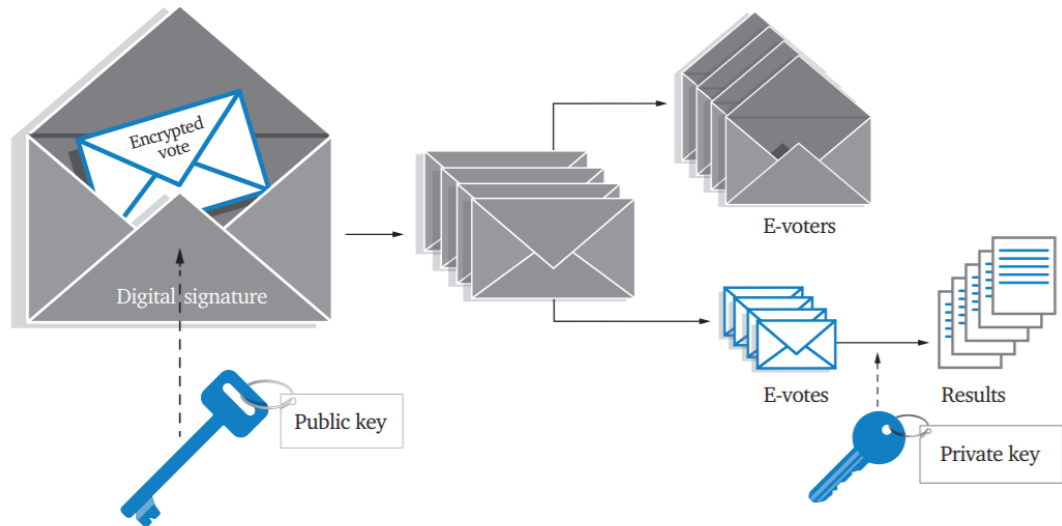 Encrypted
vote
Digital signature
Public key
E-voters
E-votes
Results
Private key